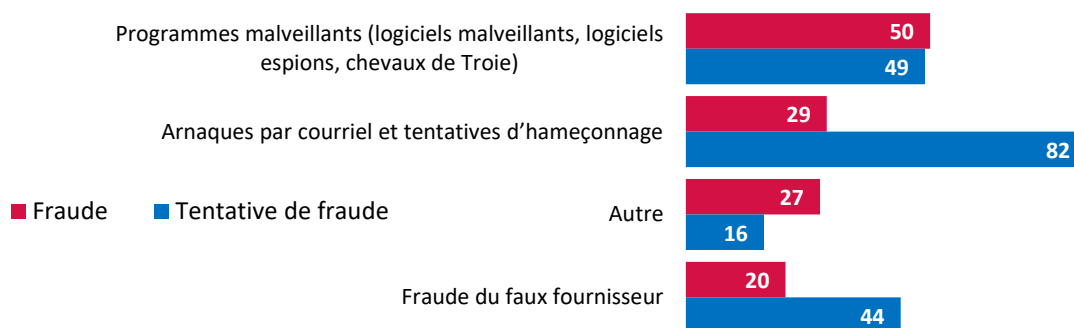 Programmes malveillants (logiciels malveillants, logiciels
espions, chevaux de Troie)
50
49
Arnaques par courriel et tentatives d’hameçonnage
29
82
Fraude
Tentative de fraude
Autre
27
16
Fraude du faux fournisseur
20
44